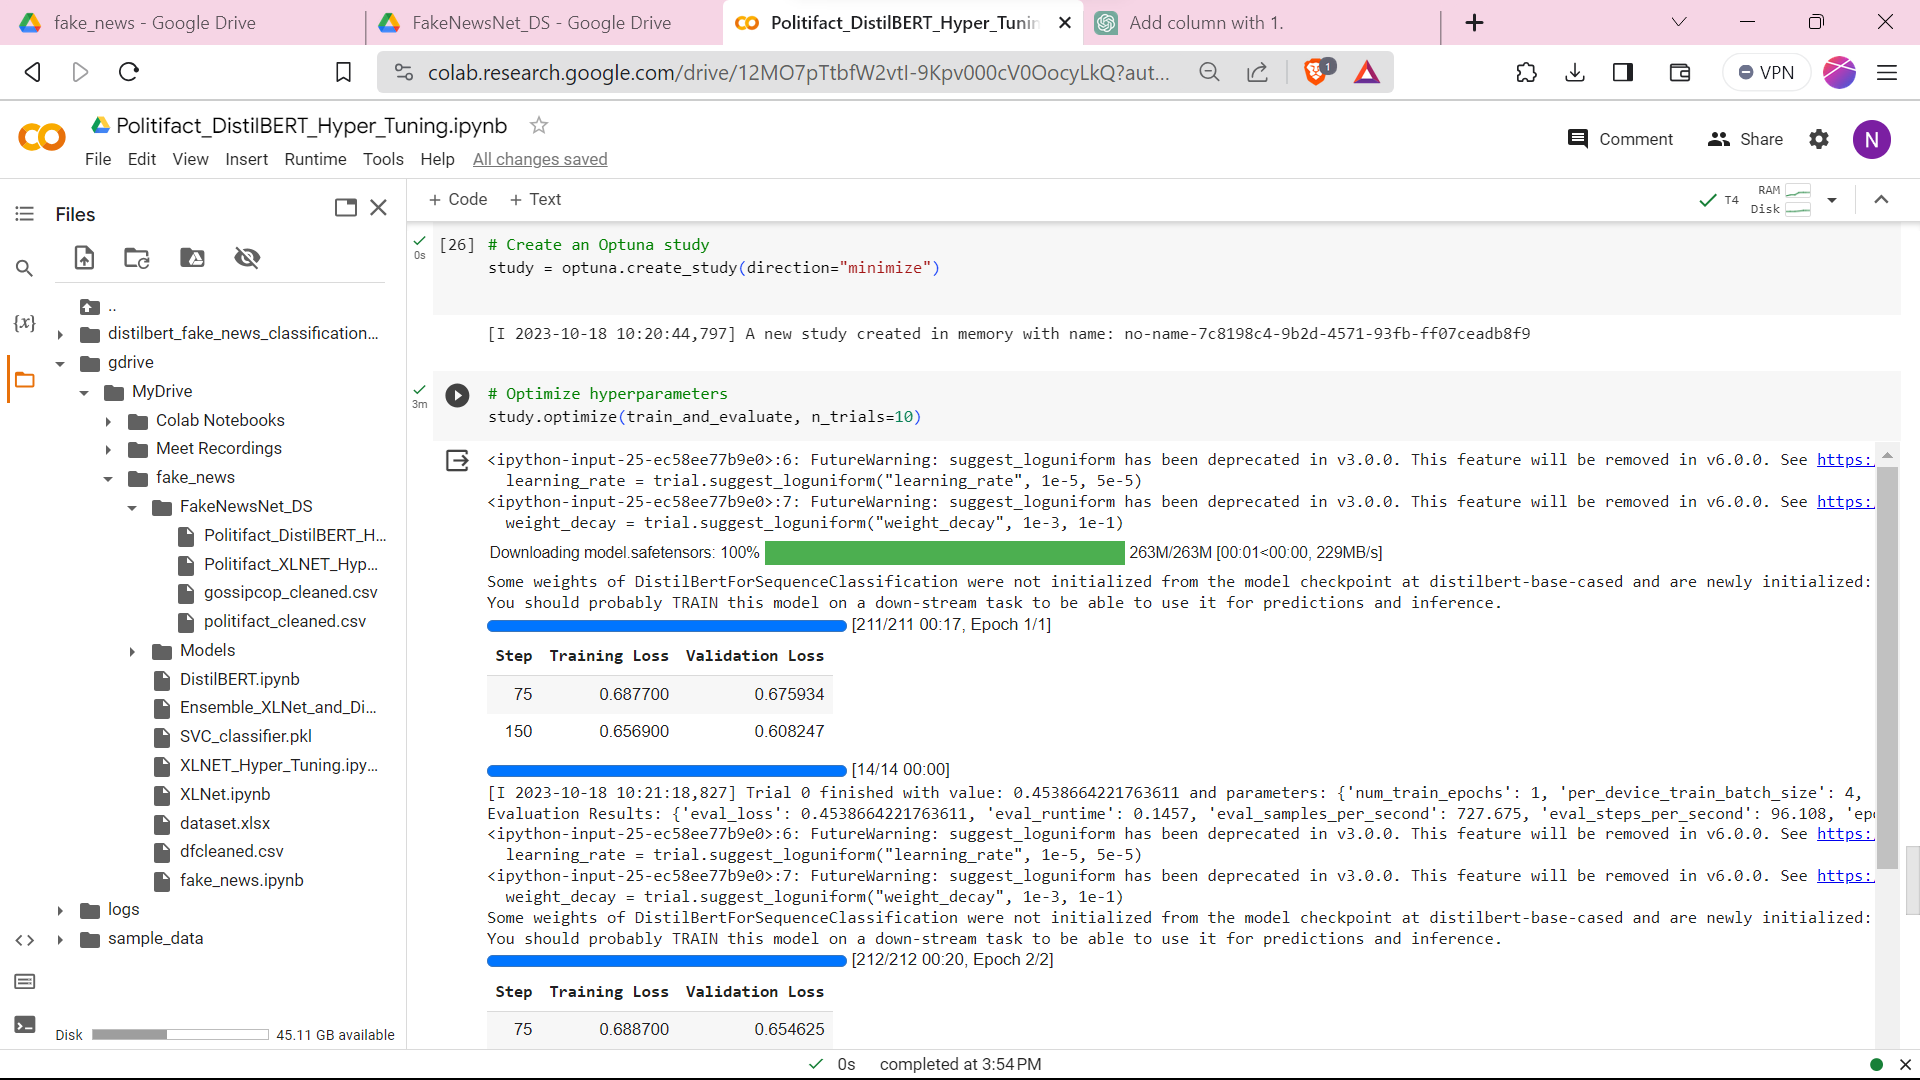 fake_news - Google Drive
FakeNewsNet_DS - Google Drive
Politifact_DistilBERT_Hyper_Tunin
Add column with 1.
colab.research.google.com/drive/12MO7pTtbfW2vtI-9Kpv000cV0OocyLkQ?aut...
1
VPN
Politifact_DistilBERT_Hyper_Tuning.ipynb
Comment
Share
N
File Edit View Insert Runtime Tools Help All changes saved
Files
+ Code + Text
T4
RAM
Disk
{x}
..
distilbert_fake_news_classification...
gdrive
MyDrive
Colab Notebooks
Meet Recordings
fake_news
FakeNewsNet_DS
Politifact_DistilBERT_H...
Politifact_XLNET_Hyp...
gossipcop_cleaned.csv
politifact_cleaned.csv
Models
DistilBERT.ipynb
Ensemble_XLNet_and_Di...
SVC_classifier.pkl
XLNET_Hyper_Tuning.ipy...
XLNet.ipynb
dataset.xlsx
dfcleaned.csv
fake_news.ipynb
logs
sample_data
Disk 45.11 GB available
0s
[26] # Create an Optuna study
study = optuna.create_study(direction="minimize")
[I 2023-10-18 10:20:44,797] A new study created in memory with name: no-name-7c8198c4-9b2d-4571-93fb-ff07ceadb8f9
3m
# Optimize hyperparameters
study.optimize(train_and_evaluate, n_trials=10)
<ipython-input-25-ec58ee77b9e0>:6: FutureWarning: suggest_loguniform has been deprecated in v3.0.0. This feature will be removed in v6.0.0. See https:
learning_rate = trial.suggest_loguniform("learning_rate", 1e-5, 5e-5)
<ipython-input-25-ec58ee77b9e0>:7: FutureWarning: suggest_loguniform has been deprecated in v3.0.0. This feature will be removed in v6.0.0. See https:
weight_decay = trial.suggest_loguniform("weight_decay", 1e-3, 1e-1)
Downloading model.safetensors: 100% 263M/263M [00:01<00:00, 229MB/s]
Some weights of DistilBertForSequenceClassification were not initialized from the model checkpoint at distilbert-base-cased and are newly initialized:
You should probably TRAIN this model on a down-stream task to be able to use it for predictions and inference.
[211/211 00:17, Epoch 1/1]
Step Training Loss Validation Loss
75 0.687700 0.675934
150 0.656900 0.608247
[14/14 00:00]
[I 2023-10-18 10:21:18,827] Trial 0 finished with value: 0.4538664221763611 and parameters: {'num_train_epochs': 1, 'per_device_train_batch_size': 4,
Evaluation Results: {'eval_loss': 0.4538664221763611, 'eval_runtime': 0.1457, 'eval_samples_per_second': 727.675, 'eval_steps_per_second': 96.108, 'epo
<ipython-input-25-ec58ee77b9e0>:6: FutureWarning: suggest_loguniform has been deprecated in v3.0.0. This feature will be removed in v6.0.0. See https:
learning_rate = trial.suggest_loguniform("learning_rate", 1e-5, 5e-5)
<ipython-input-25-ec58ee77b9e0>:7: FutureWarning: suggest_loguniform has been deprecated in v3.0.0. This feature will be removed in v6.0.0. See https:
weight_decay = trial.suggest_loguniform("weight_decay", 1e-3, 1e-1)
Some weights of DistilBertForSequenceClassification were not initialized from the model checkpoint at distilbert-base-cased and are newly initialized:
You should probably TRAIN this model on a down-stream task to be able to use it for predictions and inference.
[212/212 00:20, Epoch 2/2]
Step Training Loss Validation Loss
75 0.688700 0.654625
0s completed at 3:54 PM